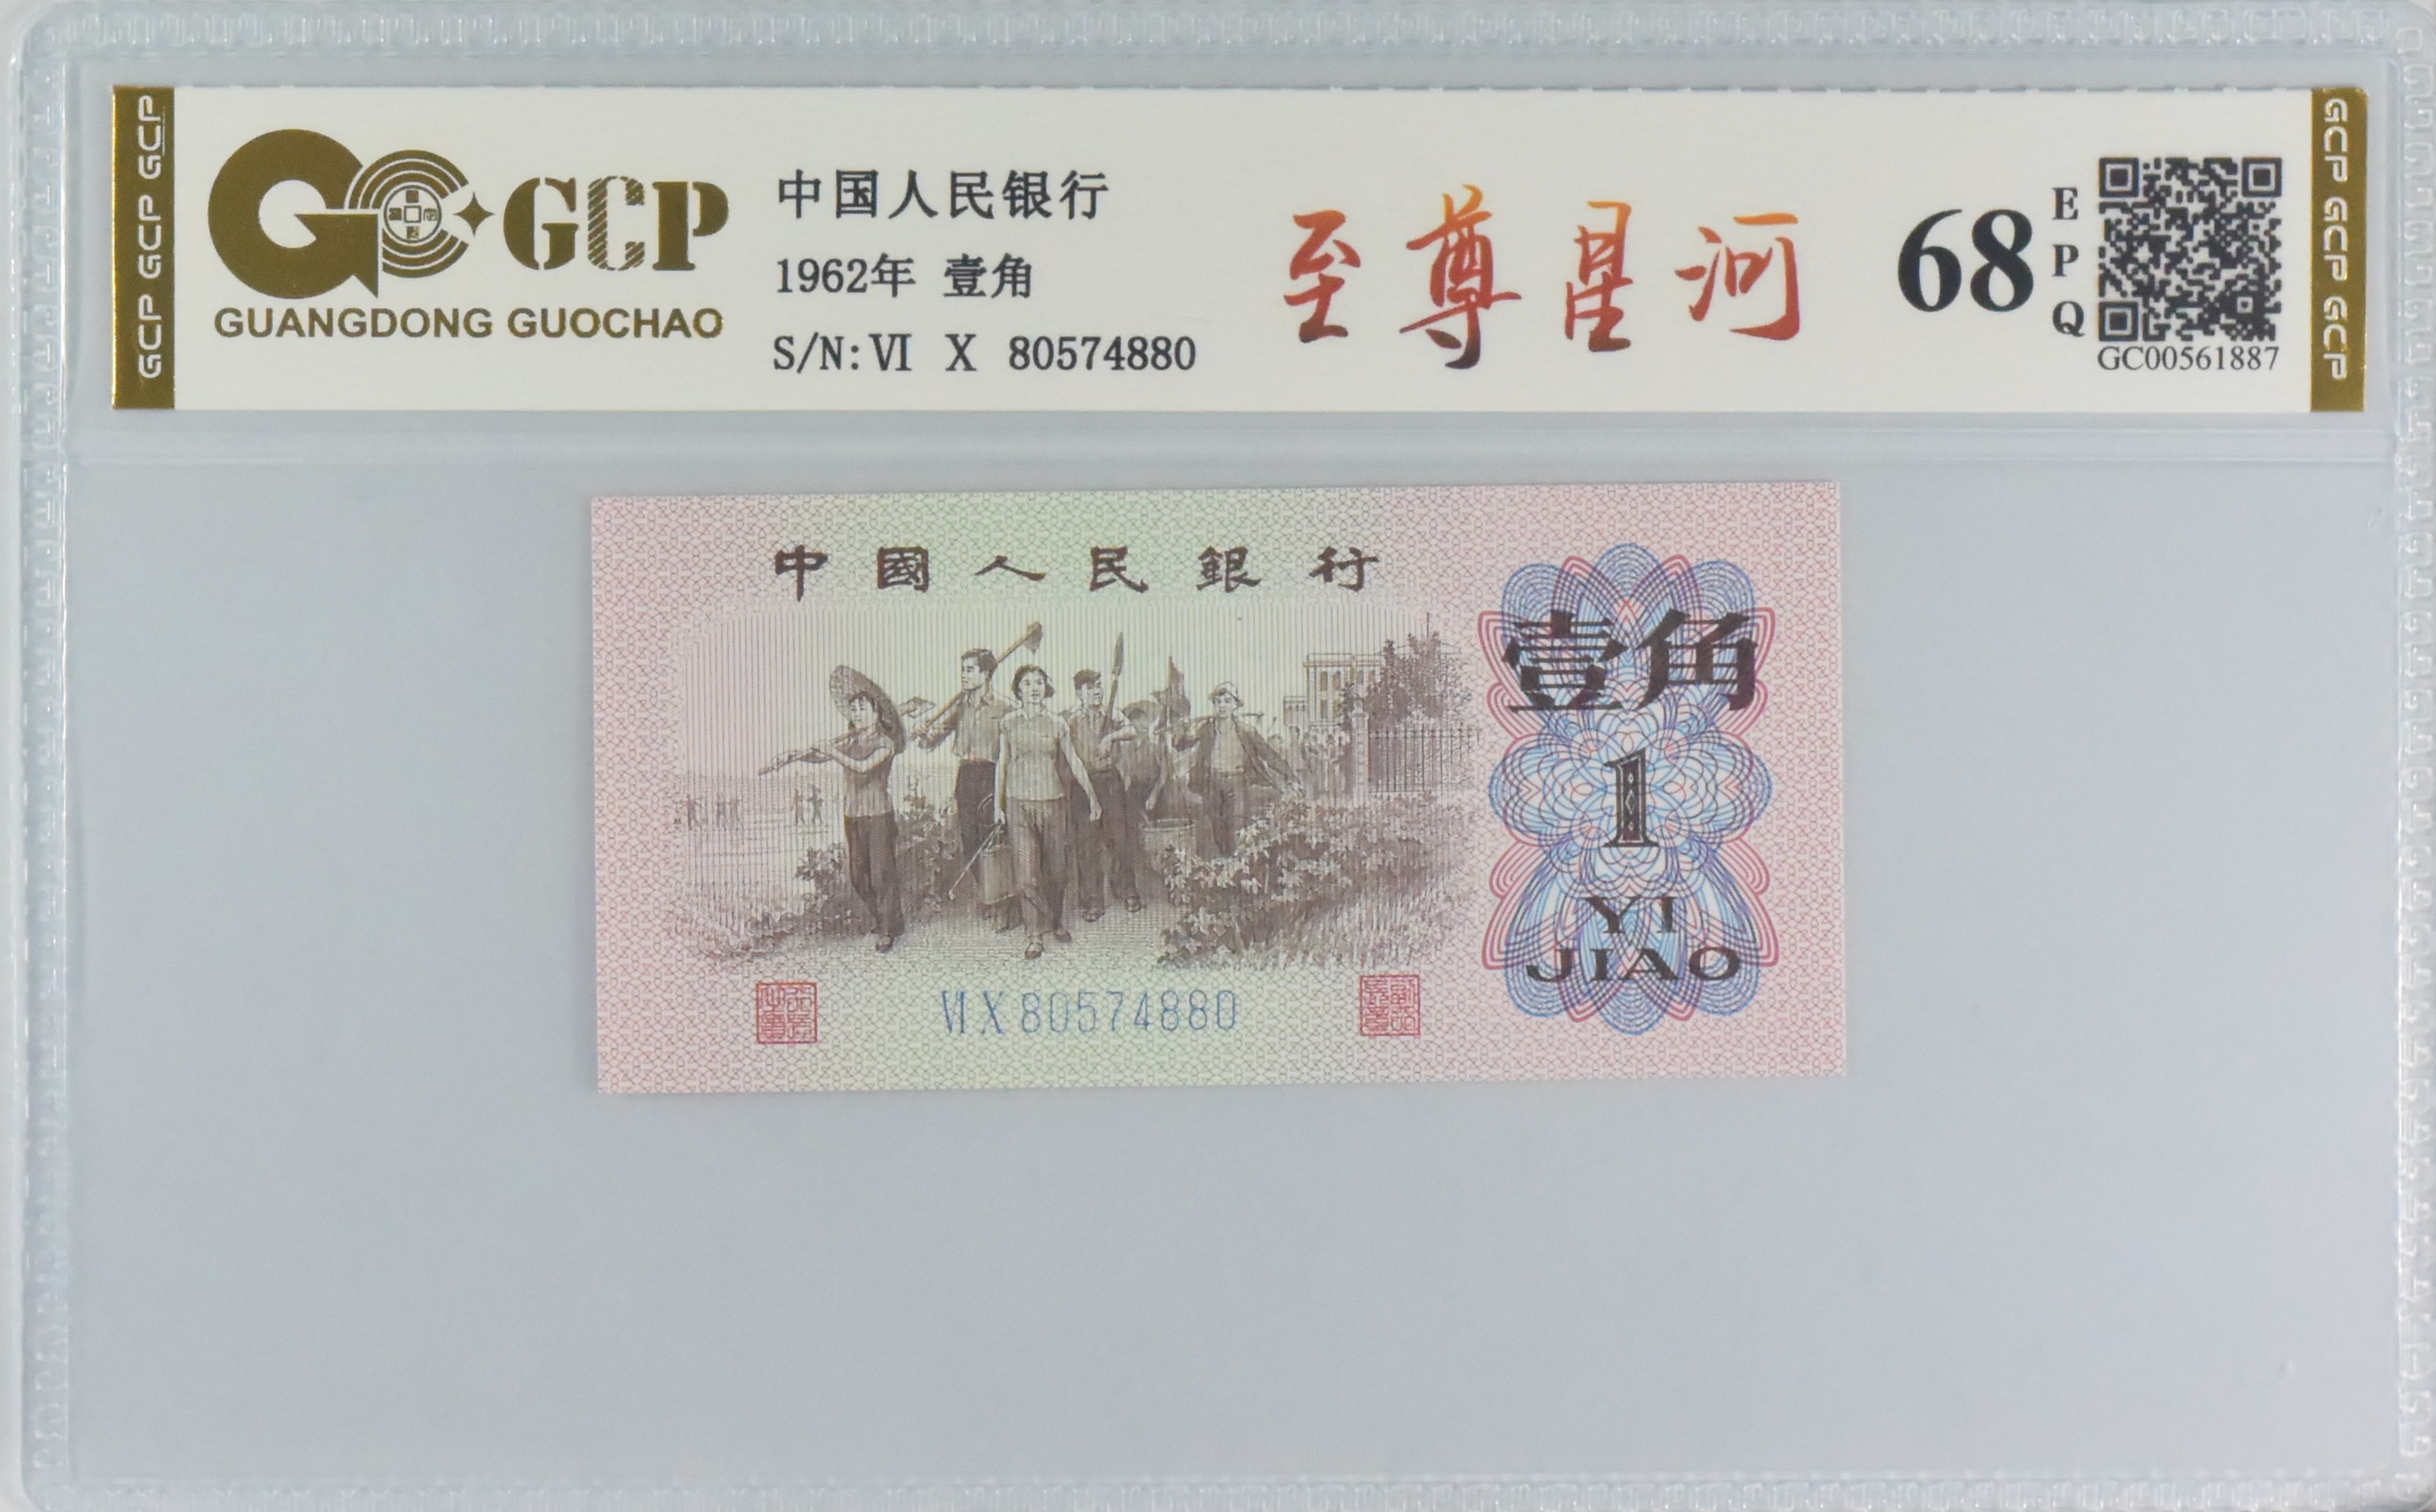 GCP GCP GCP
GCP
GUANGDONG GUOCHAO
中国人民银行
1962年 壹角
S/N: VI X 80574880
至尊星河
68
EPQ
GC00561887
GCP GCP GCP
中國人民銀行
壹角
1
YI
JIAO
VI X 80574880